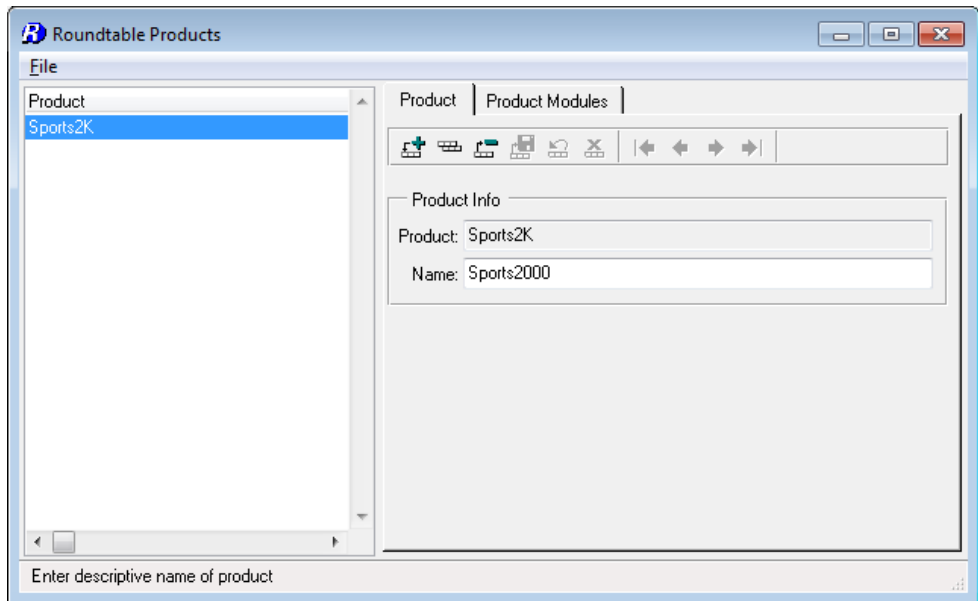 Roundtable Products
File
Product
Sports2K
Product Product Modules
Product Info
Product: Sports2K
Name: Sports2000
Enter descriptive name of product